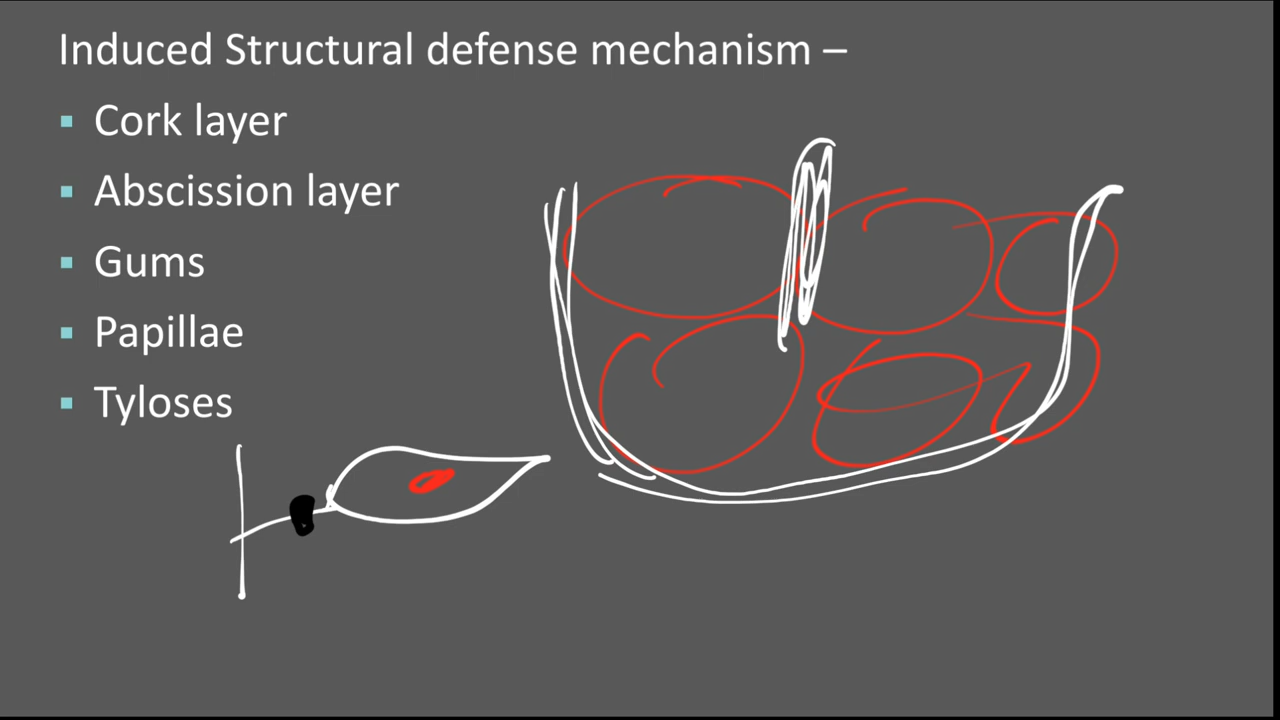 Induced Structural defense mechanism –
▪ Cork layer
▪ Abscission layer
▪ Gums
▪ Papillae
▪ Tyloses